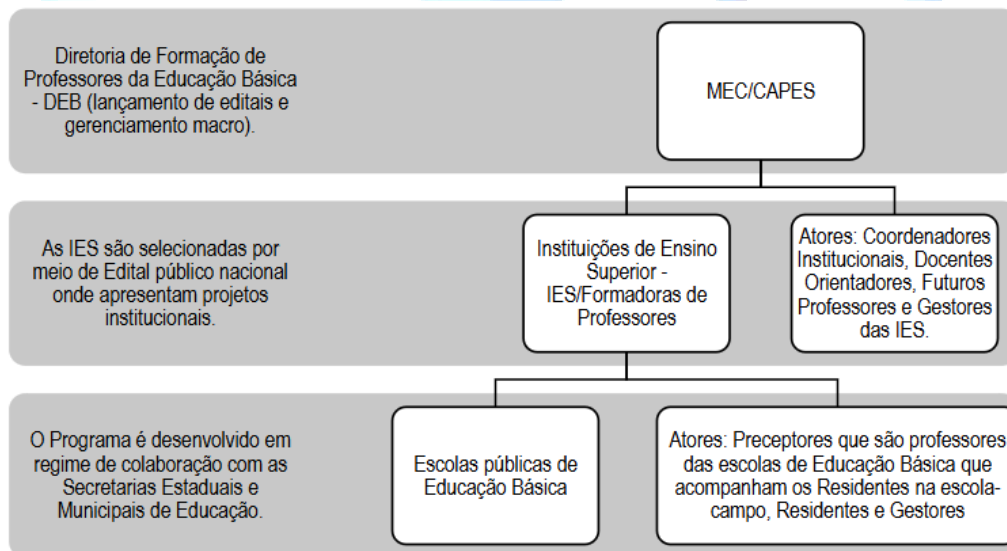 Diretoria de Formação de
Professores da Educação Básica
- DEB (lançamento de editais e
gerenciamento macro).
MEC/CAPES
As IES são selecionadas por
meio de Edital público nacional
onde apresentam projetos
institucionais.
Instituições de Ensino
Superior -
IES/Formadoras de
Professores
Atores: Coordenadores
Institucionais, Docentes
Orientadores, Futuros
Professores e Gestores
das IES.
O Programa é desenvolvido em
regime de colaboração com as
Secretarias Estaduais e
Municipais de Educação.
Escolas públicas de
Educação Básica
Atores: Preceptores que são professores
das escolas de Educação Básica que
acompanham os Residentes na escola-
campo, Residentes e Gestores